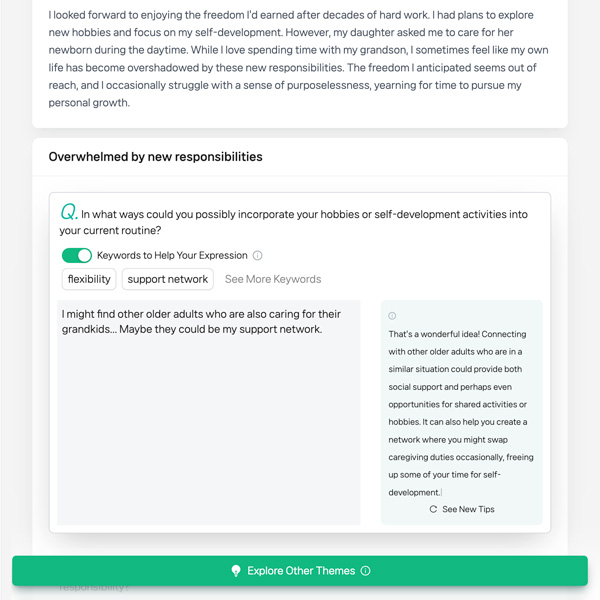 I looked forward to enjoying the freedom I'd earned after decades of hard work. I had plans to explore
new hobbies and focus on my self-development. However, my daughter asked me to care for her
newborn during the daytime. While I love spending time with my grandson, I sometimes feel like my own
life has become overshadowed by these new responsibilities. The freedom I anticipated seems out of
reach, and I occasionally struggle with a sense of purposelessness, yearning for time to pursue my
personal growth.
Overwhelmed by new responsibilities
Q. In what ways could you possibly incorporate your hobbies or self-development activities into
your current routine?
Keywords to Help Your Expression
flexibility support network See More Keywords
I might find other older adults who are also caring for their
grandkids... Maybe they could be my support network.
That's a wonderful idea! Connecting
with other older adults who are in a
similar situation could provide both
social support and perhaps even
opportunities for shared activities or
hobbies. It can also help you create a
network where you might swap
caregiving duties occasionally, freeing
up some of your time for self-
development.
See New Tips
Explore Other Themes
responsibility?